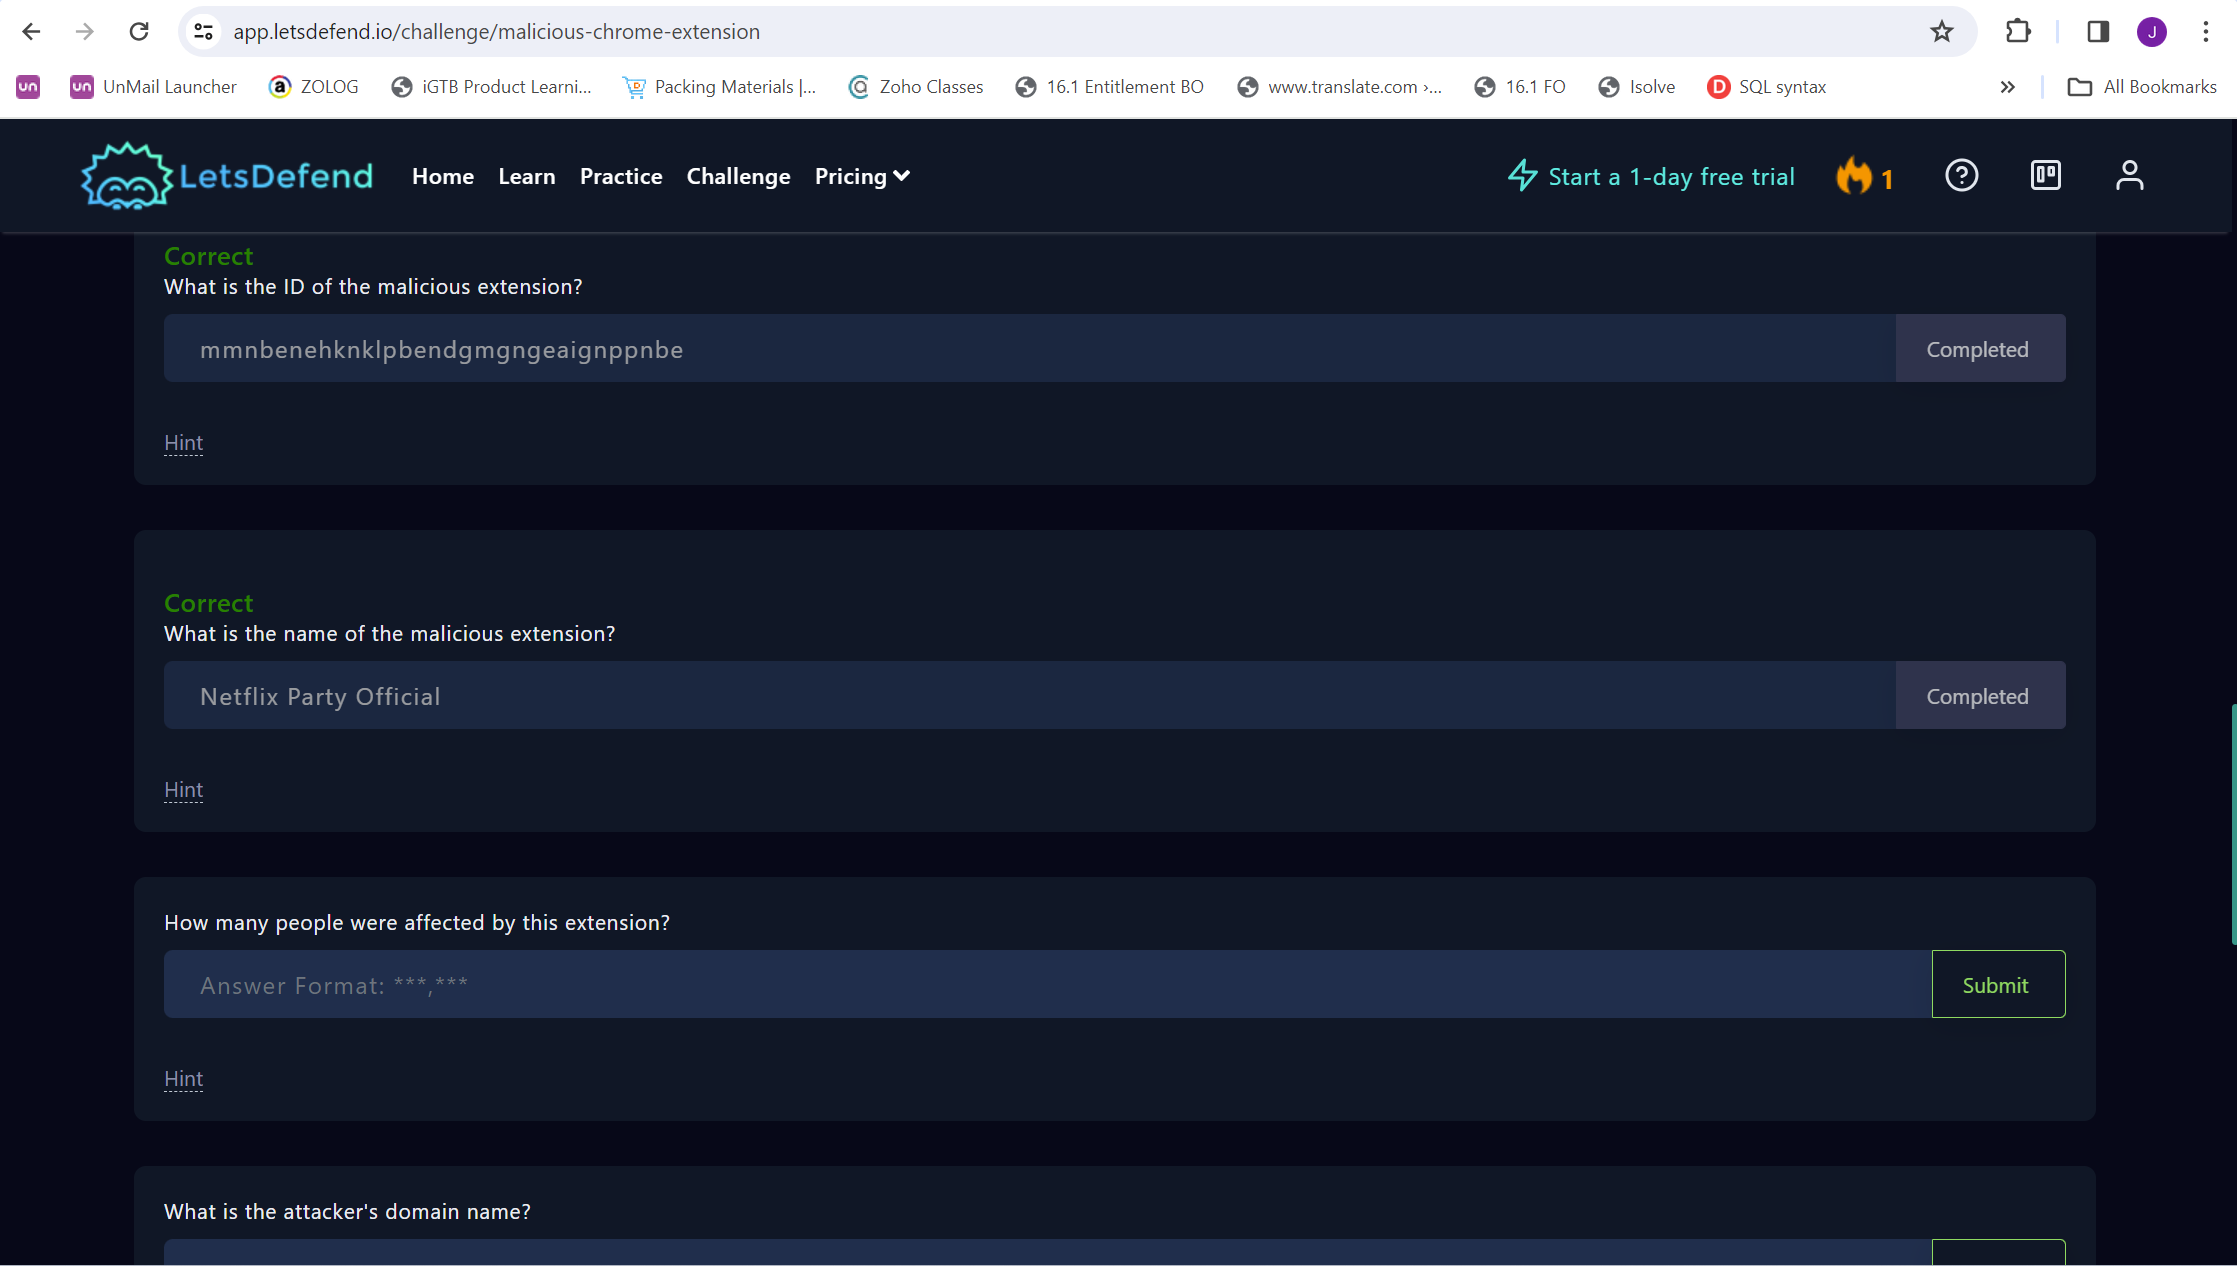 app.letsdefend.io/challenge/malicious-chrome-extension
J
un
un UnMail Launcher
a ZOLOG
iGTB Product Learni...
Packing Materials |...
Zoho Classes
16.1 Entitlement BO
www.translate.com ›...
16.1 FO
Isolve
D SQL syntax
»
All Bookmarks
LetsDefend
Home Learn Practice Challenge Pricing
Start a 1-day free trial
1
Correct
What is the ID of the malicious extension?
mmnbenehknklpbendgmgngeaignppnbe
Completed
Hint
Correct
What is the name of the malicious extension?
Netflix Party Official
Completed
Hint
How many people were affected by this extension?
Answer Format: ***,***
Submit
Hint
What is the attacker's domain name?